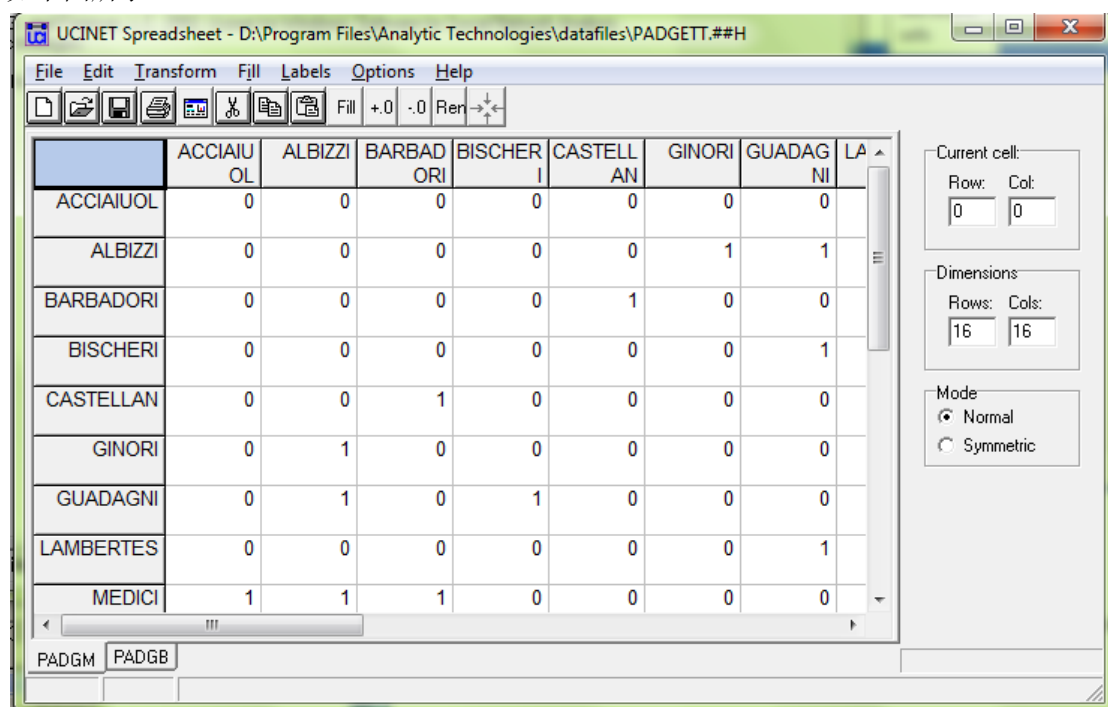 UCINET Spreadsheet - D:\Program Files\Analytic Technologies\datafiles\PADGETT.##H
File Edit Transform Fill Labels Options Help
Fill +.0 -.0 Ren
ACCIAIU ALBIZZI BARBAD BISCHER CASTELL GINORI GUADAG LA
OL ORI I AN NI
ACCIAIUOL 0 0 0 0 0 0 0
ALBIZZI 0 0 0 0 0 1 1
BARBADORI 0 0 0 0 1 0 0
BISCHERI 0 0 0 0 0 0 1
CASTELLAN 0 0 1 0 0 0 0
GINORI 0 1 0 0 0 0 0
GUADAGNI 0 1 0 1 0 0 0
LAMBERTES 0 0 0 0 0 0 1
MEDICI 1 1 1 0 0 0 0
Current cell:
Row: Col:
0 0
Dimensions
Rows: Cols:
16 16
Mode
Normal
Symmetric
PADGM PADGB